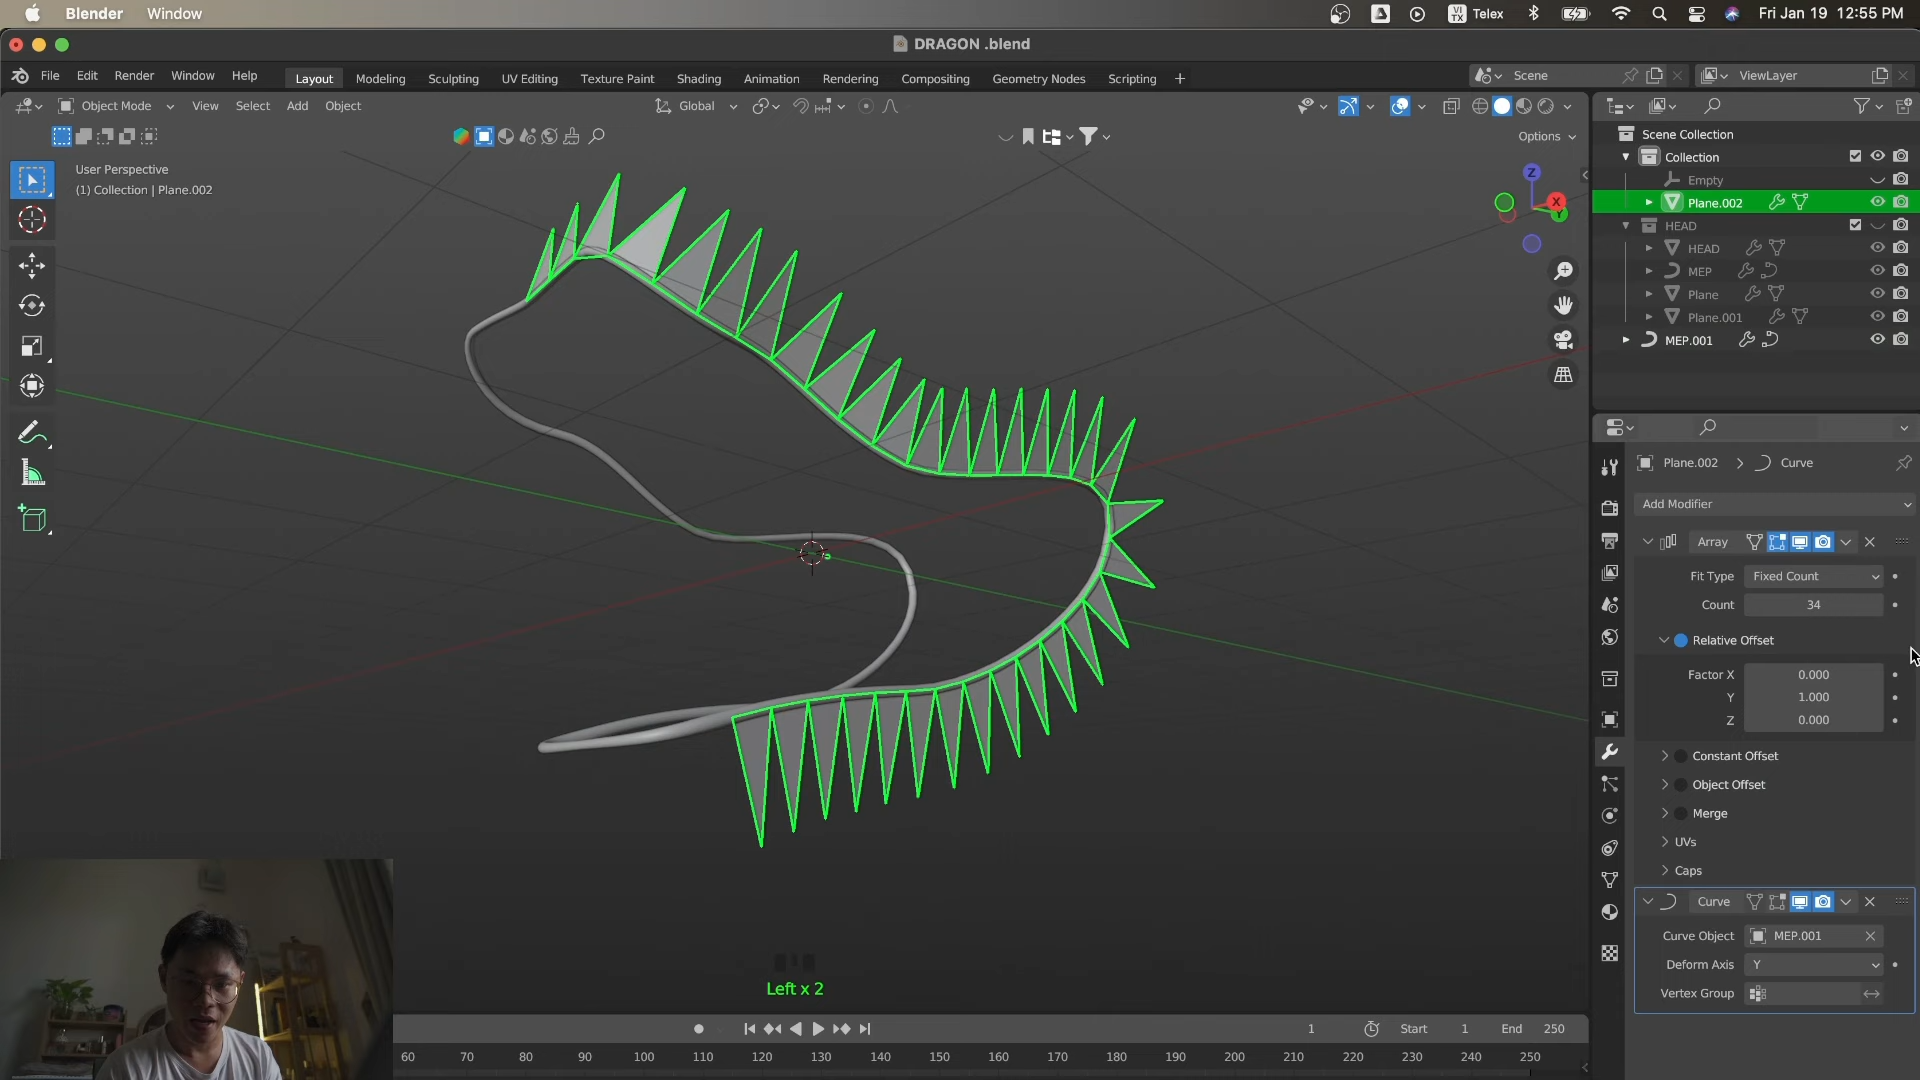 Blender Window
VI
TX Telex
Fri Jan 19 12:55 PM
DRAGON .blend
File Edit Render Window Help
Layout Modeling Sculpting UV Editing Texture Paint Shading Animation Rendering Compositing Geometry Nodes Scripting +
Scene
ViewLayer
Object Mode View Select Add Object
Global
Options
User Perspective
(1) Collection | Plane.002
Z
X
Y
Scene Collection
Collection
Empty
Plane.002
HEAD
HEAD
MEP
Plane
Plane.001
MEP.001
Plane.002 > Curve
Add Modifier
Array
Fit Type Fixed Count
Count 34
Relative Offset
Factor X 0.000
Y 1.000
Z 0.000
Constant Offset
Object Offset
Merge
UVs
Caps
Curve
Curve Object MEP.001
Deform Axis Y
Vertex Group
Left x 2
1 Start 1 End 250
60 70 80 90 100 110 120 130 140 150 160 170 180 190 200 210 220 230 240 250